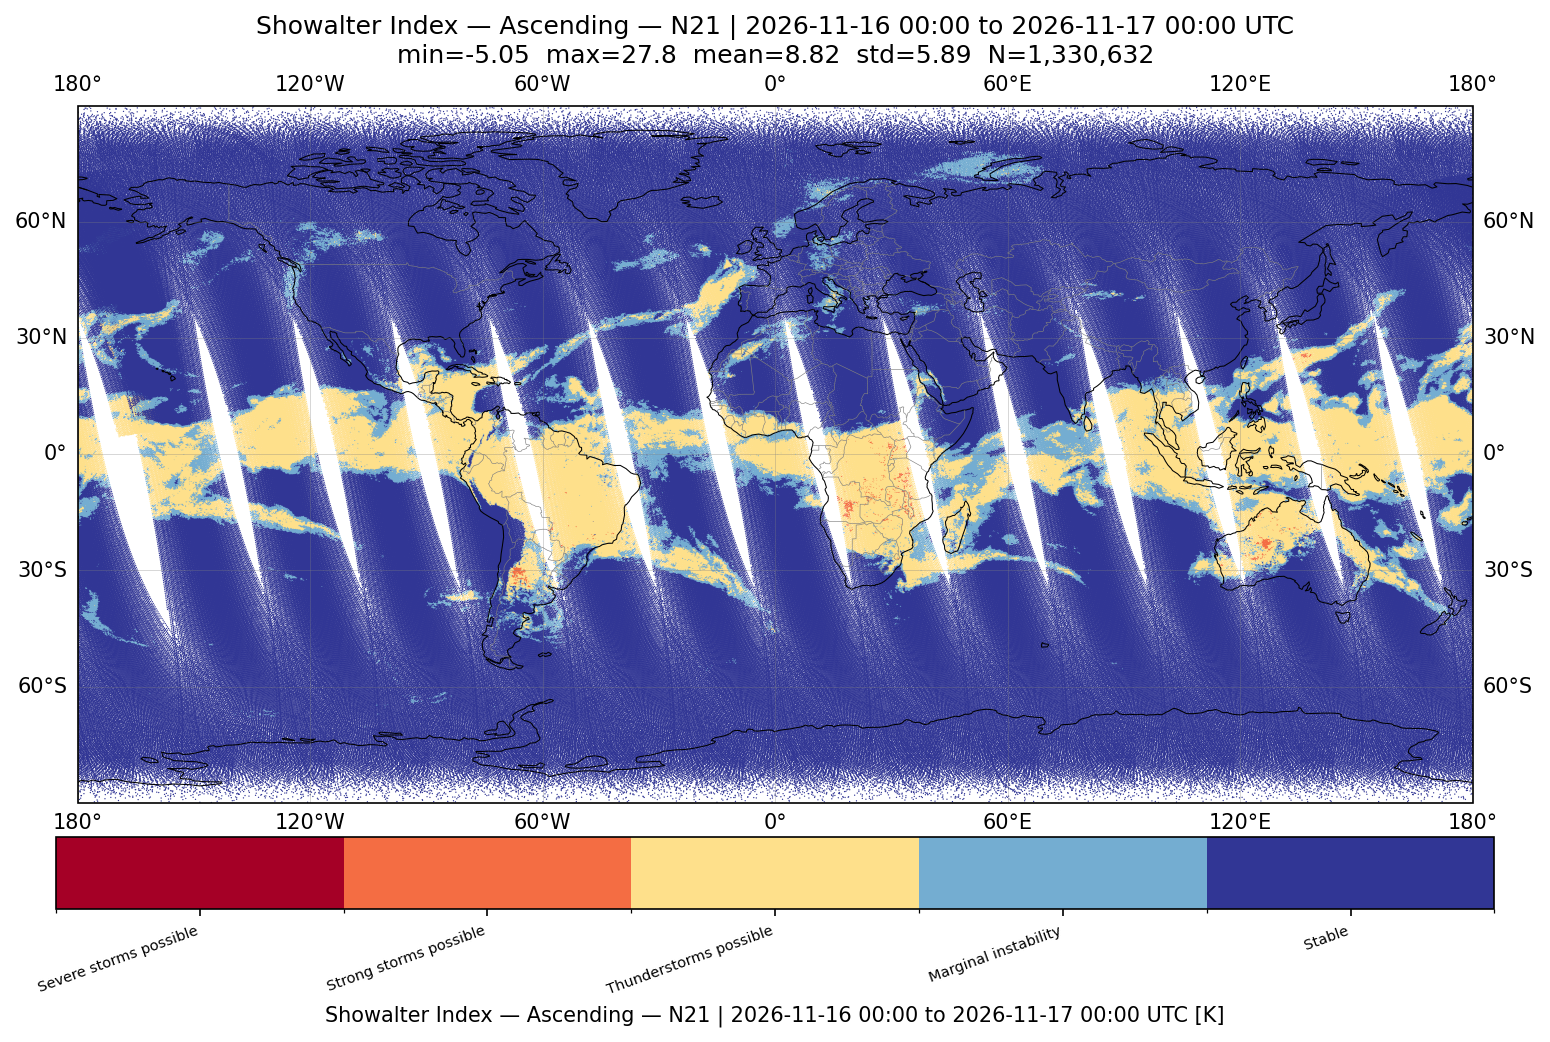 Showalter Index — Ascending — N21 | 2026-11-16 00:00 to 2026-11-17 00:00 UTC
min=-5.05 max=27.8 mean=8.82 std=5.89 N=1,330,632
180° 120°W 60°W 0° 60°E 120°E 180°
60°N 60°N
30°N 30°N
0° 0°
30°S 30°S
60°S 60°S
180° 120°W 60°W 0° 60°E 120°E 180°
Severe storms possible Strong storms possible Thunderstorms possible Marginal instability Stable
Showalter Index — Ascending — N21 | 2026-11-16 00:00 to 2026-11-17 00:00 UTC [K]